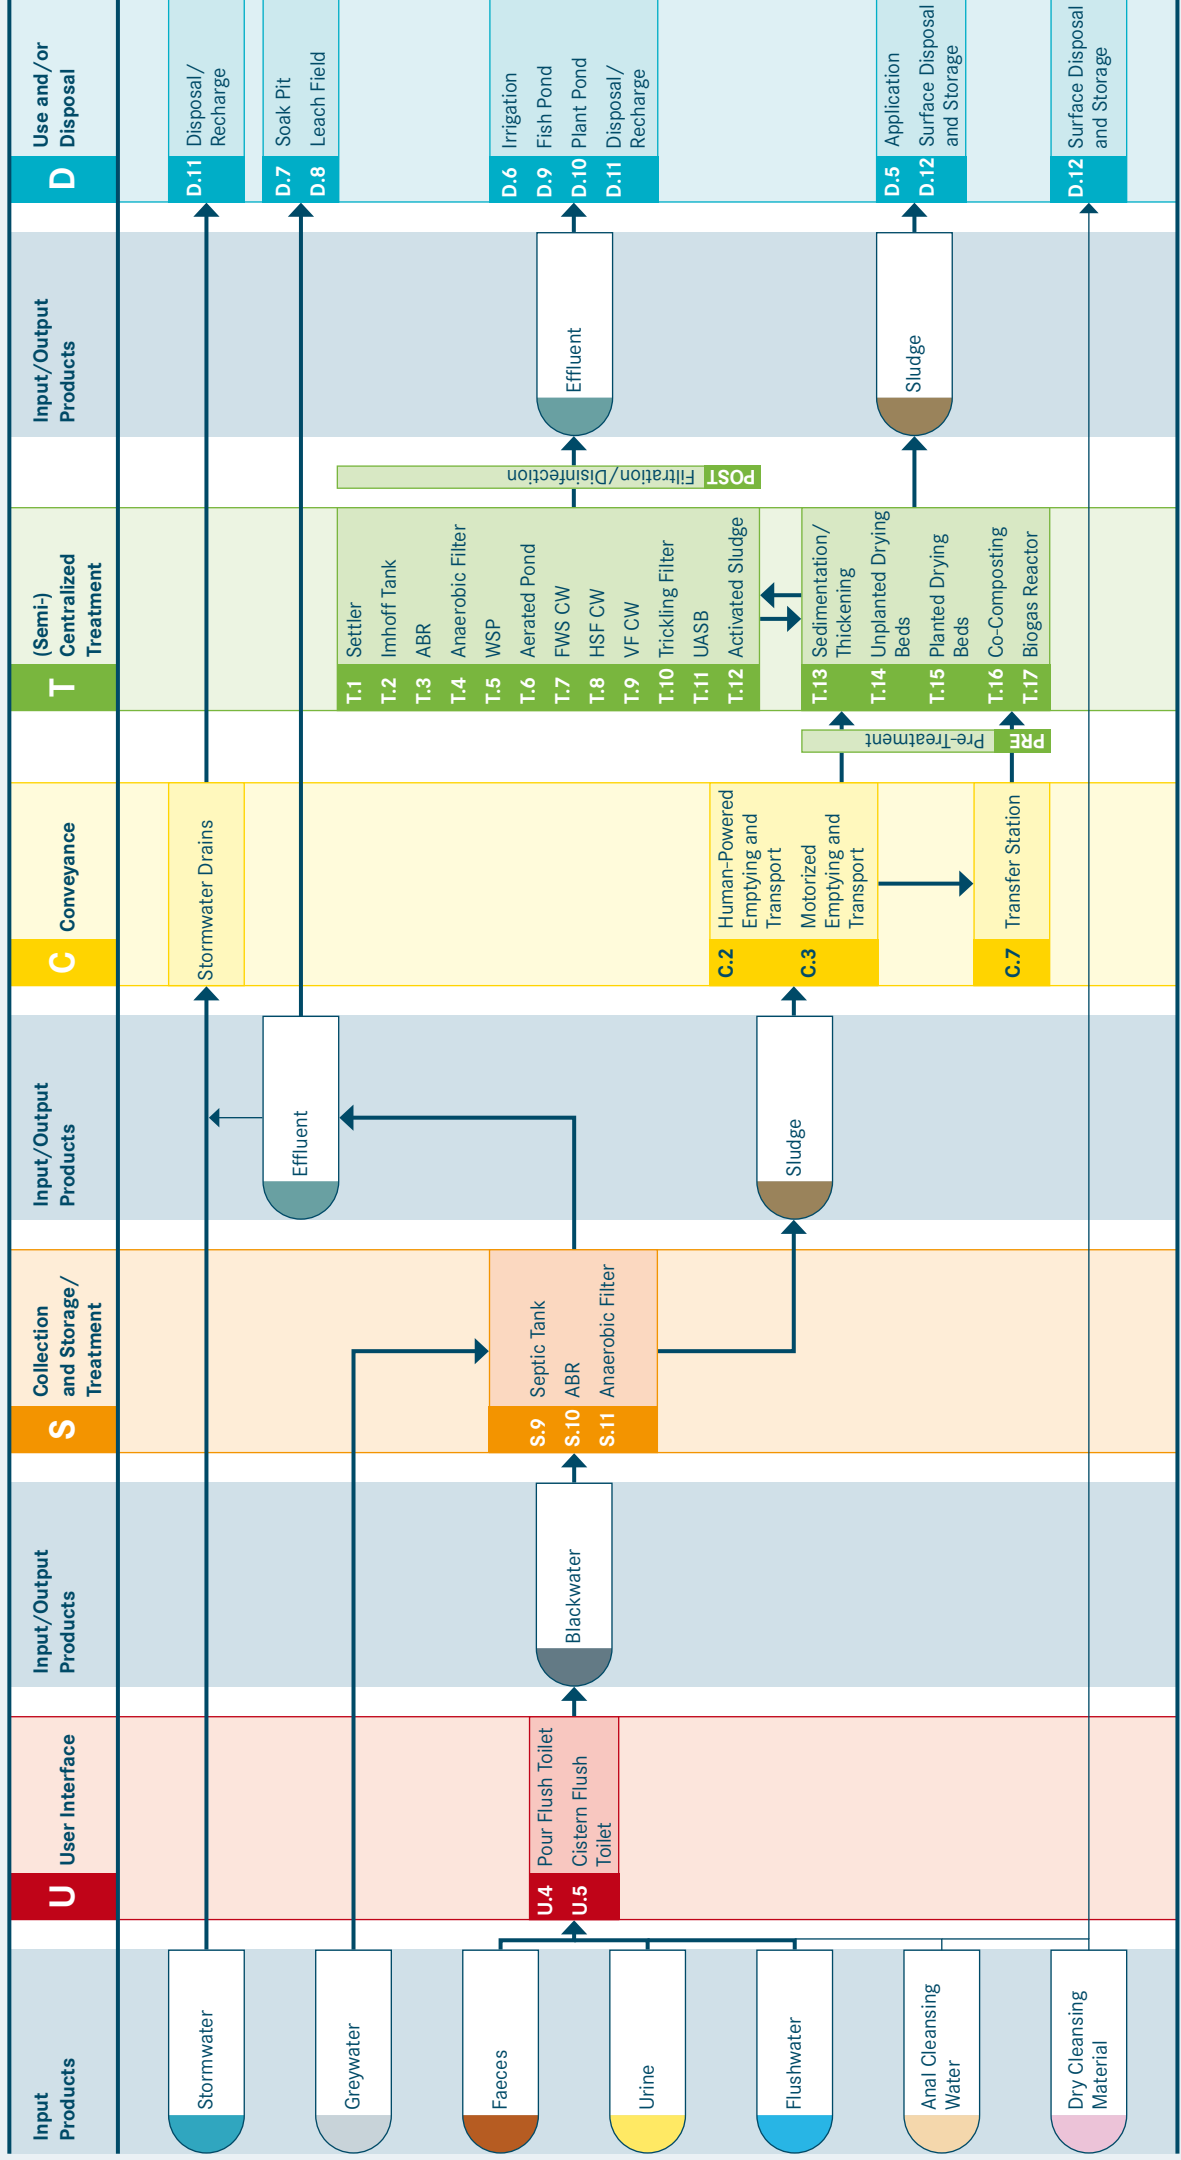 Input
Products
U
User Interface
Input/Output
Products
S
Collection
and Storage/
Treatment
Input/Output
Products
C
Conveyance
T
(Semi-)
Centralized
Treatment
Input/Output
Products
D
Use and/or
Disposal
Stormwater
Greywater
Faeces
Urine
Flushwater
Anal Cleansing
Water
Dry Cleansing
Material
U.4 Pour Flush Toilet
U.5 Cistern Flush
Toilet
Blackwater
S.9 Septic Tank
S.10 ABR
S.11 Anaerobic Filter
Effluent
Sludge
Stormwater Drains
C.2 Human-Powered
Emptying and
Transport
C.3 Motorized
Emptying and
Transport
C.7 Transfer Station
PRE Pre-Treatment
T.1 Settler
T.2 Imhoff Tank
T.3 ABR
T.4 Anaerobic Filter
T.5 WSP
T.6 Aerated Pond
T.7 FWS CW
T.8 HSF CW
T.9 VF CW
T.10 Trickling Filter
T.11 UASB
T.12 Activated Sludge
T.13 Sedimentation/
Thickening
T.14 Unplanted Drying
Beds
T.15 Planted Drying
Beds
T.16 Co-Composting
T.17 Biogas Reactor
POST Filtration/Disinfection
Effluent
Sludge
D.11 Disposal/
Recharge
D.7 Soak Pit
D.8 Leach Field
D.6 Irrigation
D.9 Fish Pond
D.10 Plant Pond
D.11 Disposal/
Recharge
D.5 Application
D.12 Surface Disposal
and Storage
D.12 Surface Disposal
and Storage